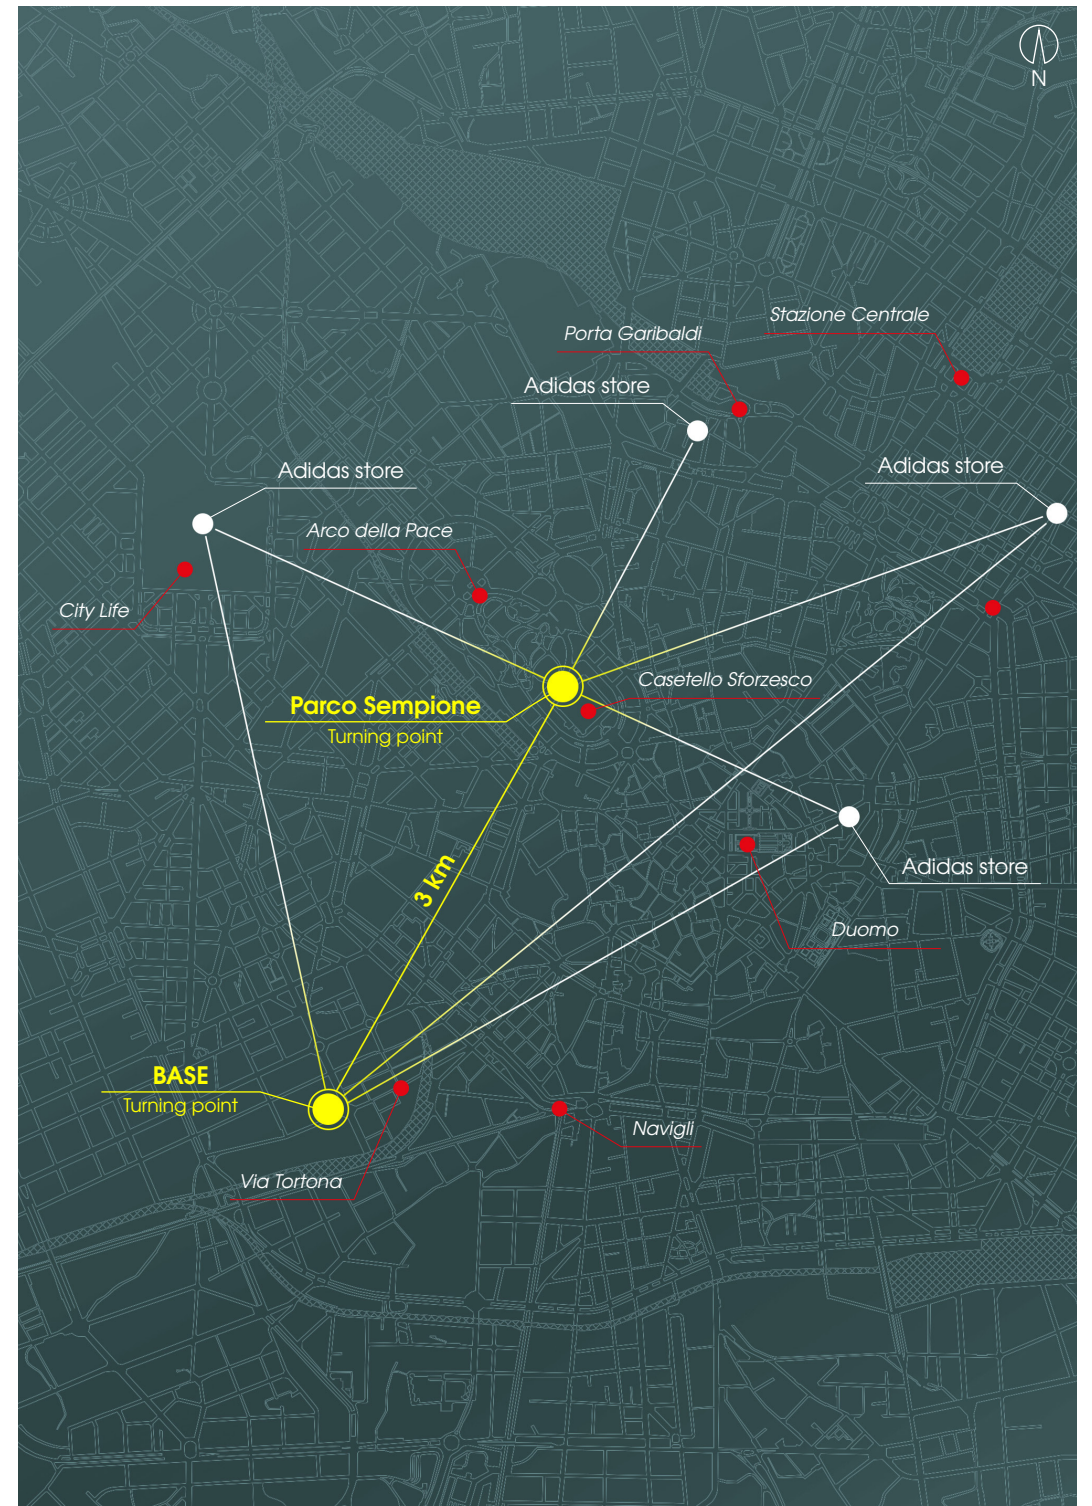 N
Stazione Centrale
Porta Garibaldi
Adidas store
Adidas store
Adidas store
Arco della Pace
City Life
Casetello Sforzesco
Parco Sempione
Turning point
3 km
Adidas store
Duomo
BASE
Turning point
Navigli
Via Tortona